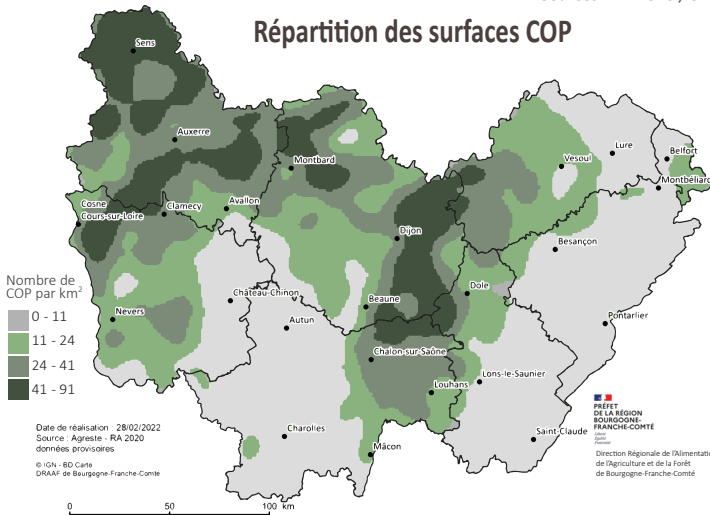 Répartition des surfaces COP
Sens
Auxerre
Montbard
Lure
Belfort
Vesoul
Montbéliard
Cosne
Cours-sur-Loire
Clamecy
Avallon
Dijon
Besançon
Nombre de
COP par km²
0 - 11
11 - 24
24 - 41
41 - 91
Château-Chinon
Nevers
Autun
Beaune
Dole
Pontarlier
Chalon-sur-Saône
Louhans
Lons-le-Saunier
Charolles
Mâcon
Saint-Claude
Date de réalisation : 28/02/2022
Source : Agreste - RA 2020
données provisoires
© IGN - BD Carto
DRAAF de Bourgogne-Franche-Comté
0 50 100 km
PRÉFET
DE LA RÉGION
BOURGOGNE-
FRANCHE-COMTÉ
Liberté
Égalité
Fraternité
Direction Régionale de l'Alimentatio
de l'Agriculture et de la Forêt
de Bourgogne-Franche-Comté